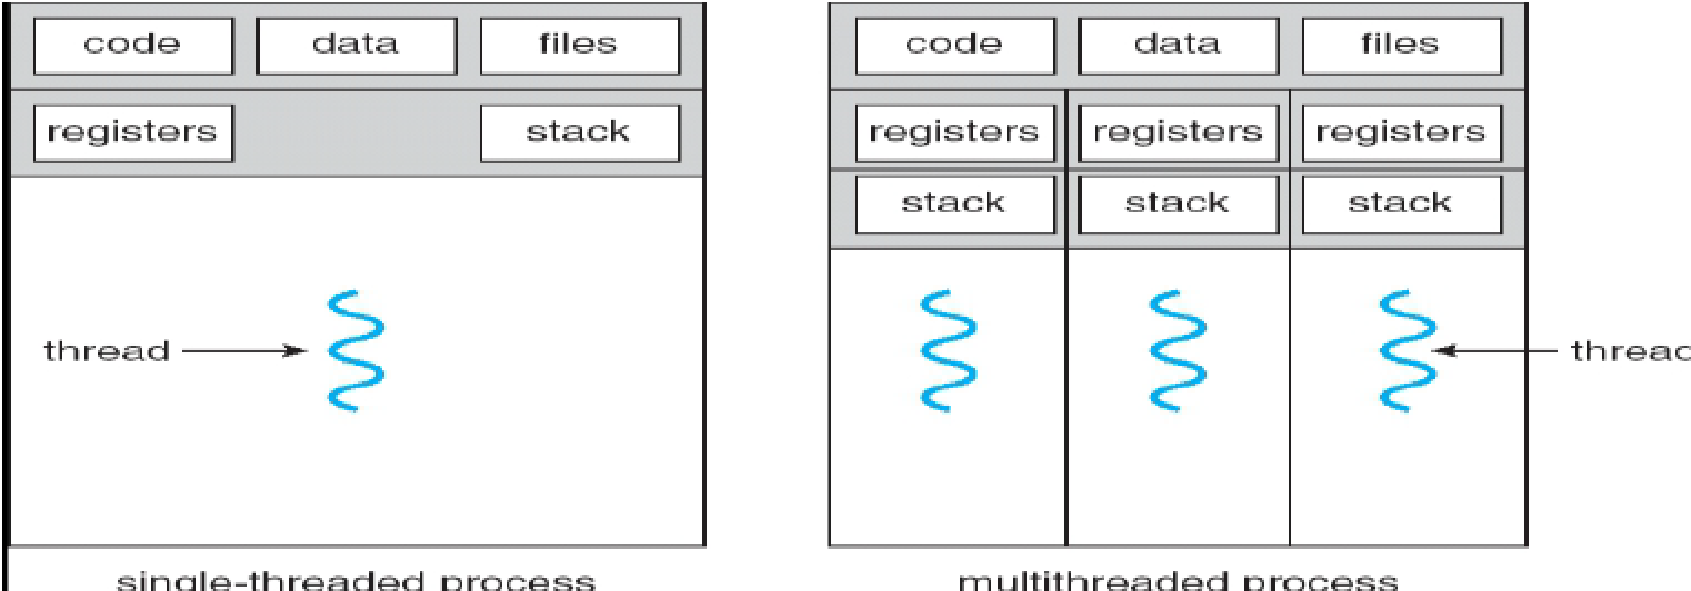 code data files
registers stack
thread
single-threaded process
code data files
registers registers registers
stack stack stack
thread
multithreaded process